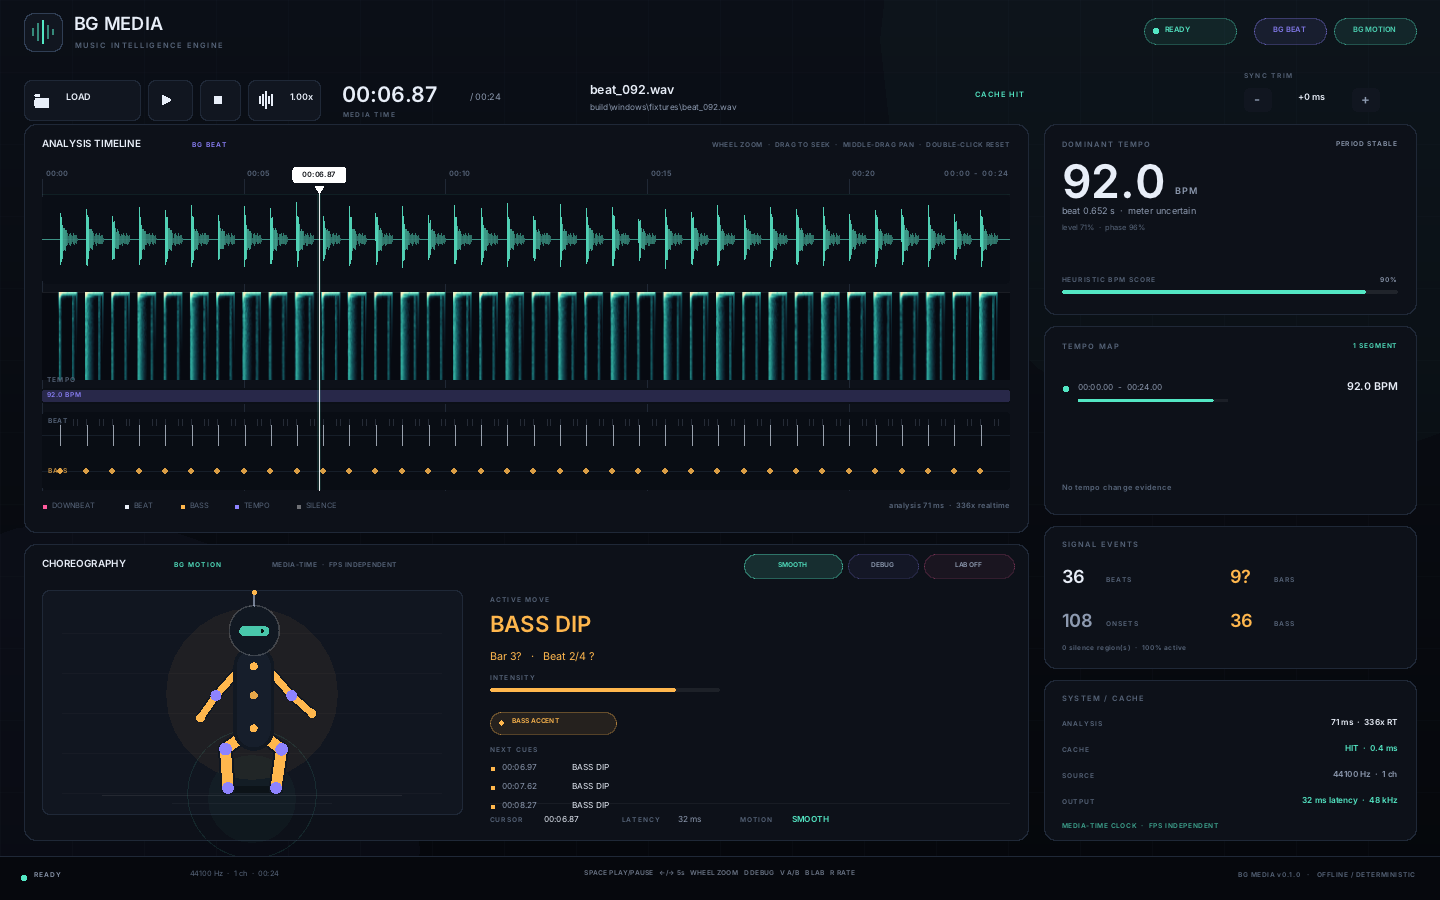 BG MEDIA
MUSIC INTELLIGENCE ENGINE
READY
BG BEAT
BG MOTION
LOAD
1.00x
00:06.87 / 00:24
MEDIA TIME
beat_092.wav
build\windows\fixtures\beat_092.wav
CACHE HIT
SYNC TRIM
- +0 ms +
ANALYSIS TIMELINE BG BEAT
WHEEL ZOOM · DRAG TO SEEK · MIDDLE-DRAG PAN · DOUBLE-CLICK RESET
00:00 00:05 00:06.87 00:10 00:15 00:20 00:00 - 00:24
TEMPO
92.0 BPM
BEAT
BASS
DOWNBEAT BEAT BASS TEMPO SILENCE
analysis 71 ms · 336x realtime
DOMINANT TEMPO PERIOD STABLE
92.0 BPM
beat 0.652 s · meter uncertain
level 71% · phase 96%
HEURISTIC BPM SCORE 90%
TEMPO MAP 1 SEGMENT
00:00.00 - 00:24.00 92.0 BPM
No tempo change evidence
SIGNAL EVENTS
36 BEATS 9? BARS
108 ONSETS 36 BASS
0 silence region(s) · 100% active
SYSTEM / CACHE
ANALYSIS 71 ms · 336x RT
CACHE HIT · 0.4 ms
SOURCE 44100 Hz · 1 ch
OUTPUT 32 ms latency · 48 kHz
MEDIA-TIME CLOCK · FPS INDEPENDENT
CHOREOGRAPHY BG MOTION MEDIA-TIME · FPS INDEPENDENT
SMOOTH DEBUG LAB OFF
ACTIVE MOVE
BASS DIP
Bar 3? · Beat 2/4 ?
INTENSITY
BASS ACCENT
NEXT CUES
00:06.97 BASS DIP
00:07.62 BASS DIP
00:08.27 BASS DIP
CURSOR 00:06.87 LATENCY 32 ms MOTION SMOOTH
READY 44100 Hz · 1 ch · 00:24
SPACE PLAY/PAUSE ←/→ 5s WHEEL ZOOM D DEBUG V A/B B LAB R RATE
BG MEDIA v0.1.0 · OFFLINE / DETERMINISTIC